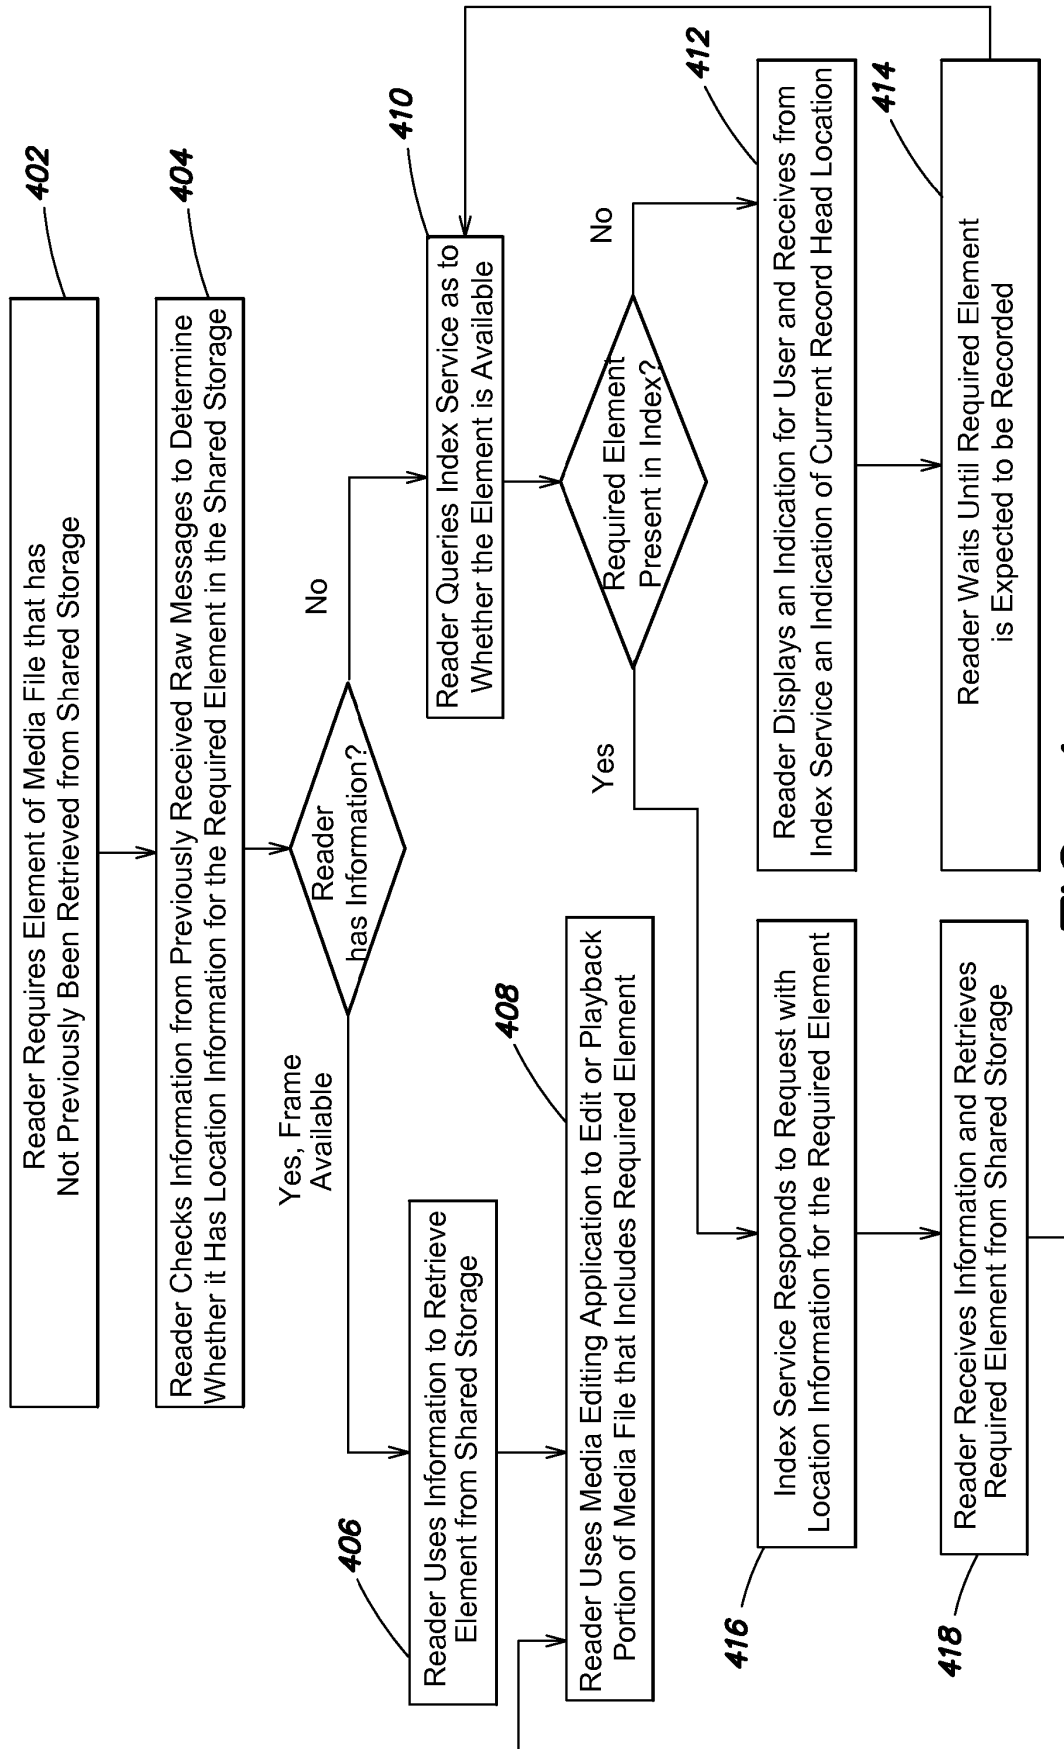 Reader Requires Element of Media File that has
Not Previously Been Retrieved from Shared Storage
402
Reader Checks Information from Previously Received Raw Messages to Determine
Whether it Has Location Information for the Required Element in the Shared Storage
404
Reader
has Information?
Yes, Frame
Available
No
Reader Uses Information to Retrieve
Element from Shared Storage
406
Reader Uses Media Editing Application to Edit or Playback
Portion of Media File that Includes Required Element
408
Reader Queries Index Service as to
Whether the Element is Available
410
Required Element
Present in Index?
Yes
No
Reader Displays an Indication for User and Receives from
Index Service an Indication of Current Record Head Location
412
Reader Waits Until Required Element
is Expected to be Recorded
414
Index Service Responds to Request with
Location Information for the Required Element
416
Reader Receives Information and Retrieves
Required Element from Shared Storage
418